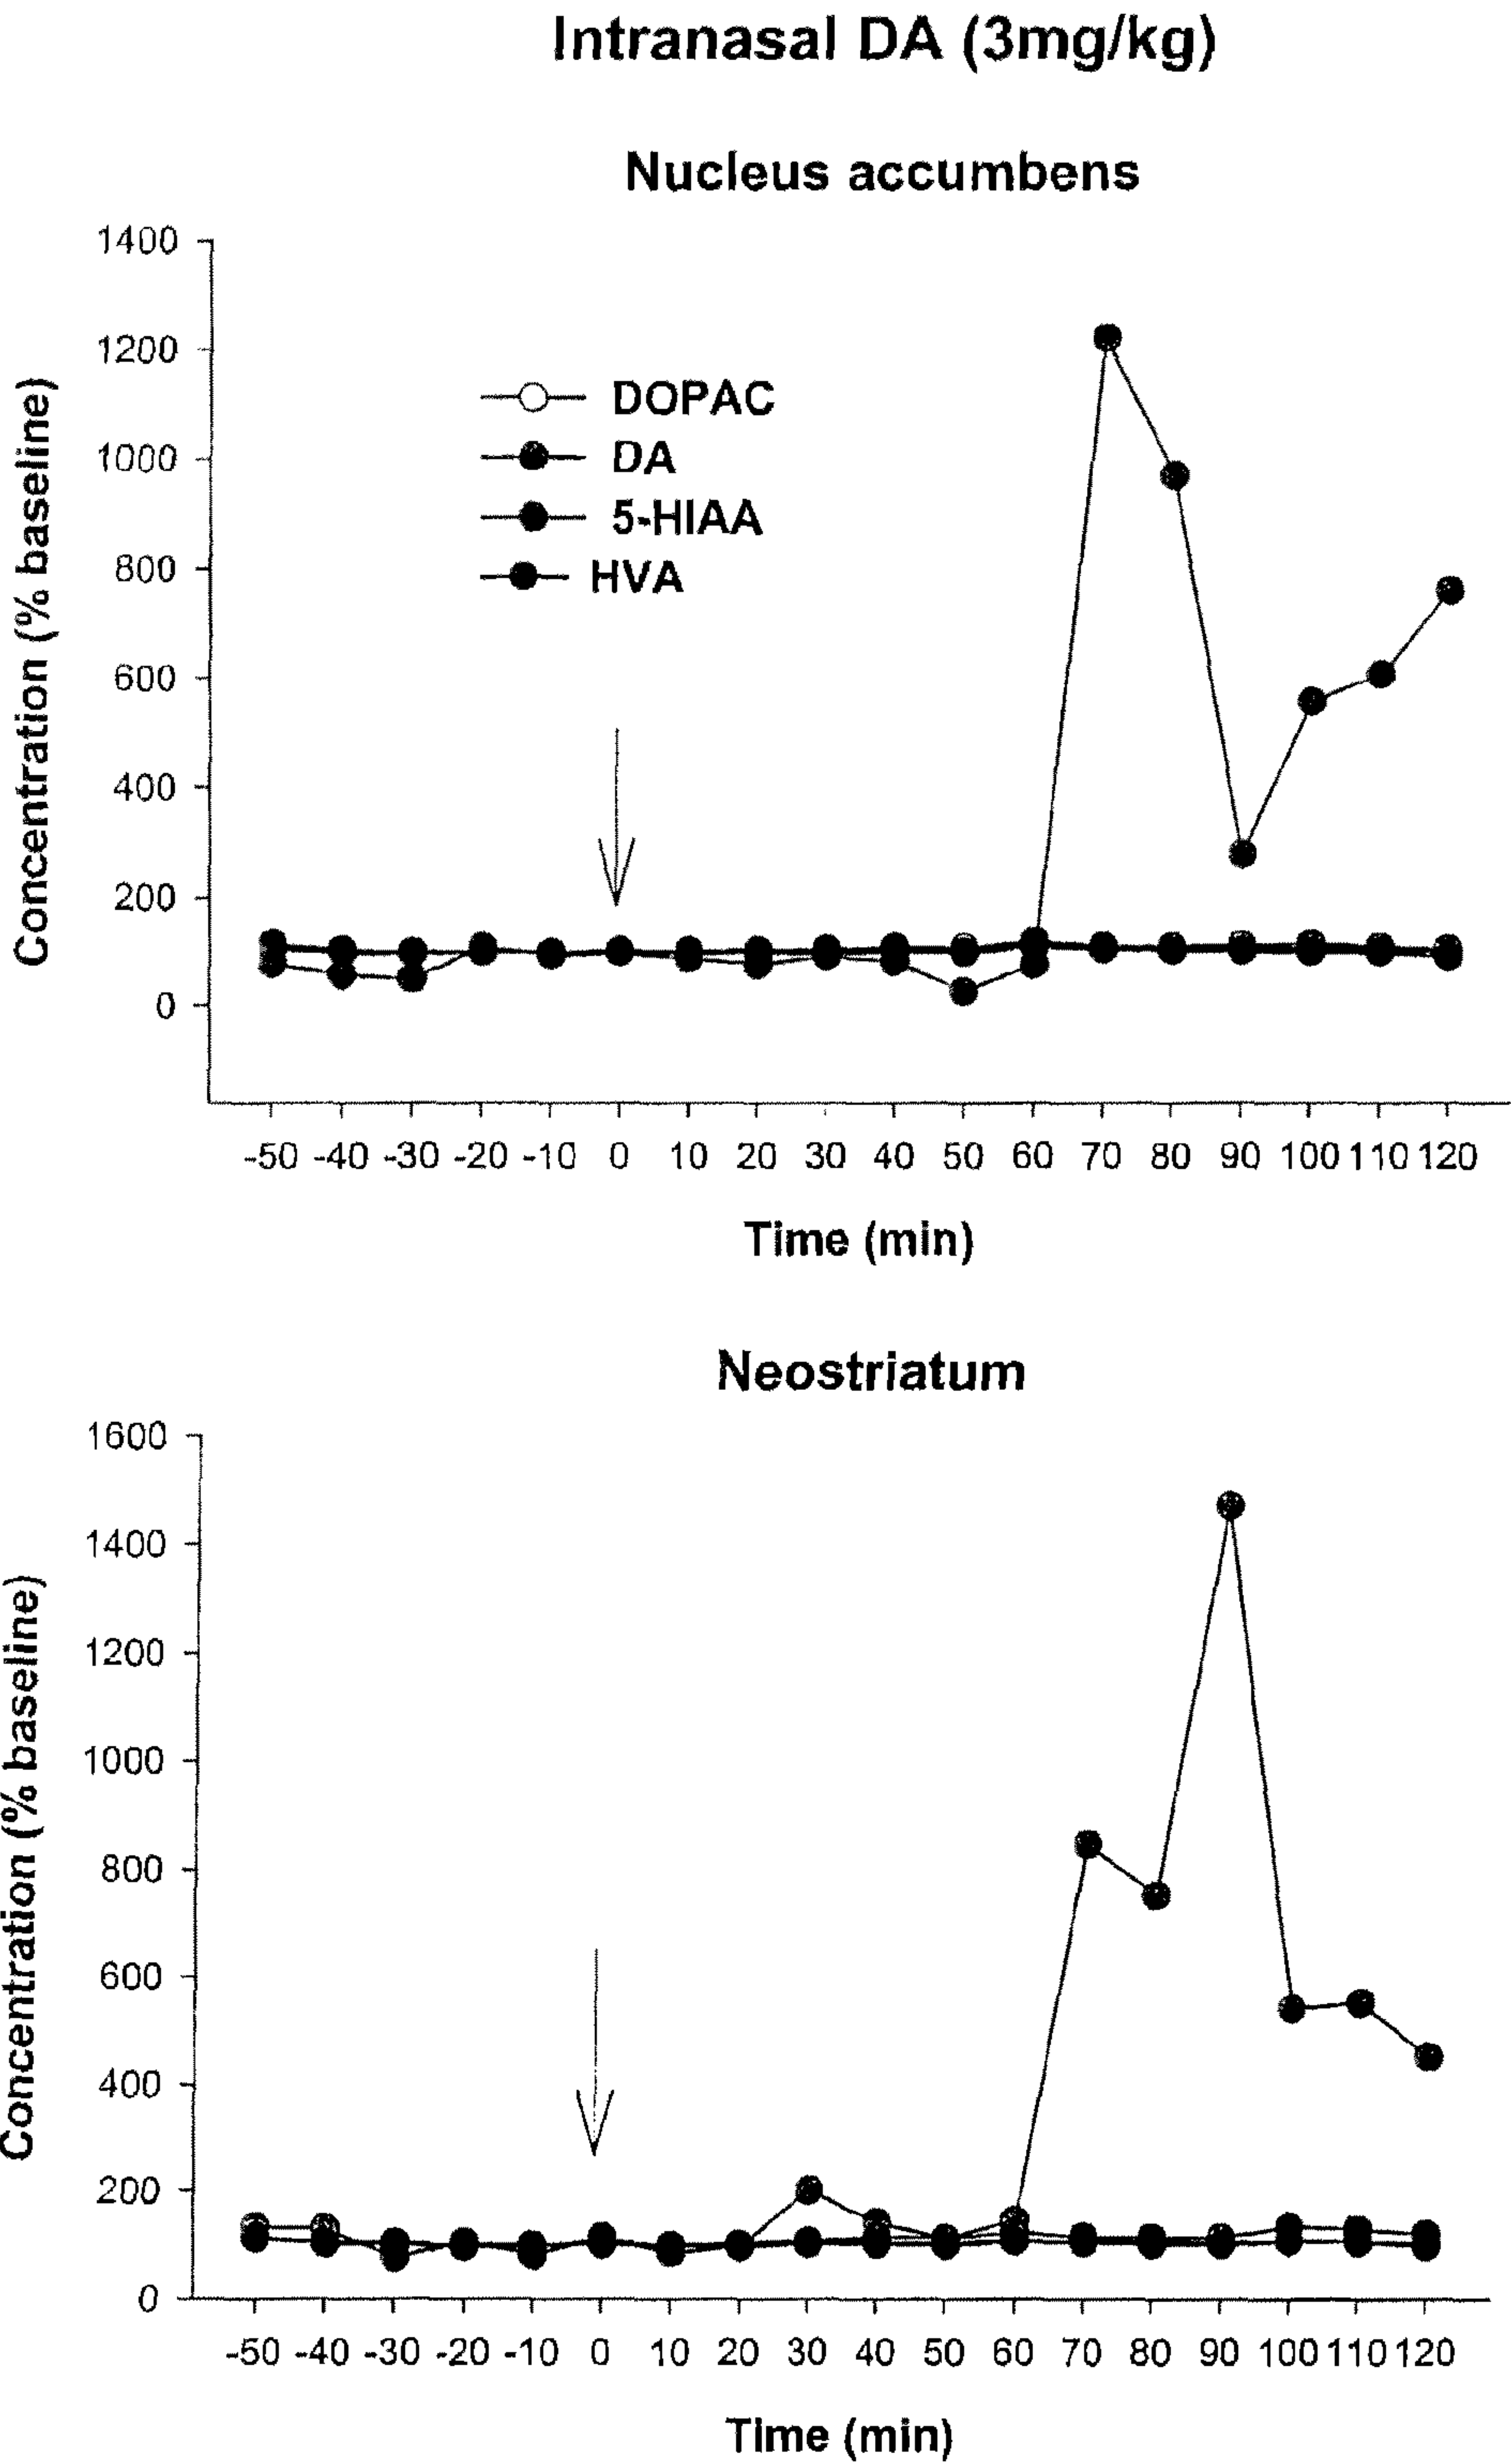 Intranasal DA (3mg/kg)
Nucleus accumbens
Concentration (% baseline)
1400
1200
1000
800
600
400
200
0
DOPAC
DA
5-HIAA
HVA
-50 -40 -30 -20 -10 0 10 20 30 40 50 60 70 80 90 100 110 120
Time (min)
Neostriatum
Concentration (% baseline)
1600
1400
1200
1000
800
600
400
200
0
-50 -40 -30 -20 -10 0 10 20 30 40 50 60 70 80 90 100 110 120
Time (min)